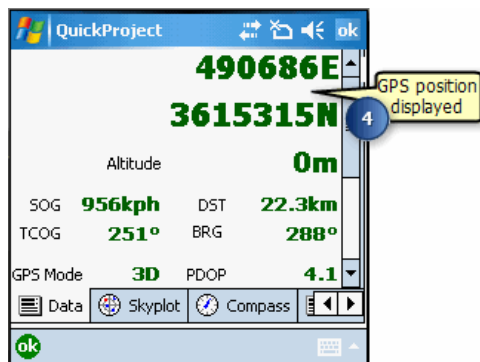 QuickProject ok
490686E
3615315N
GPS position
displayed
4
Altitude 0m
SOG 956kph DST 22.3km
TCOG 251° BRG 288°
GPS Mode 3D PDOP 4.1
Data Skyplot Compass
ok